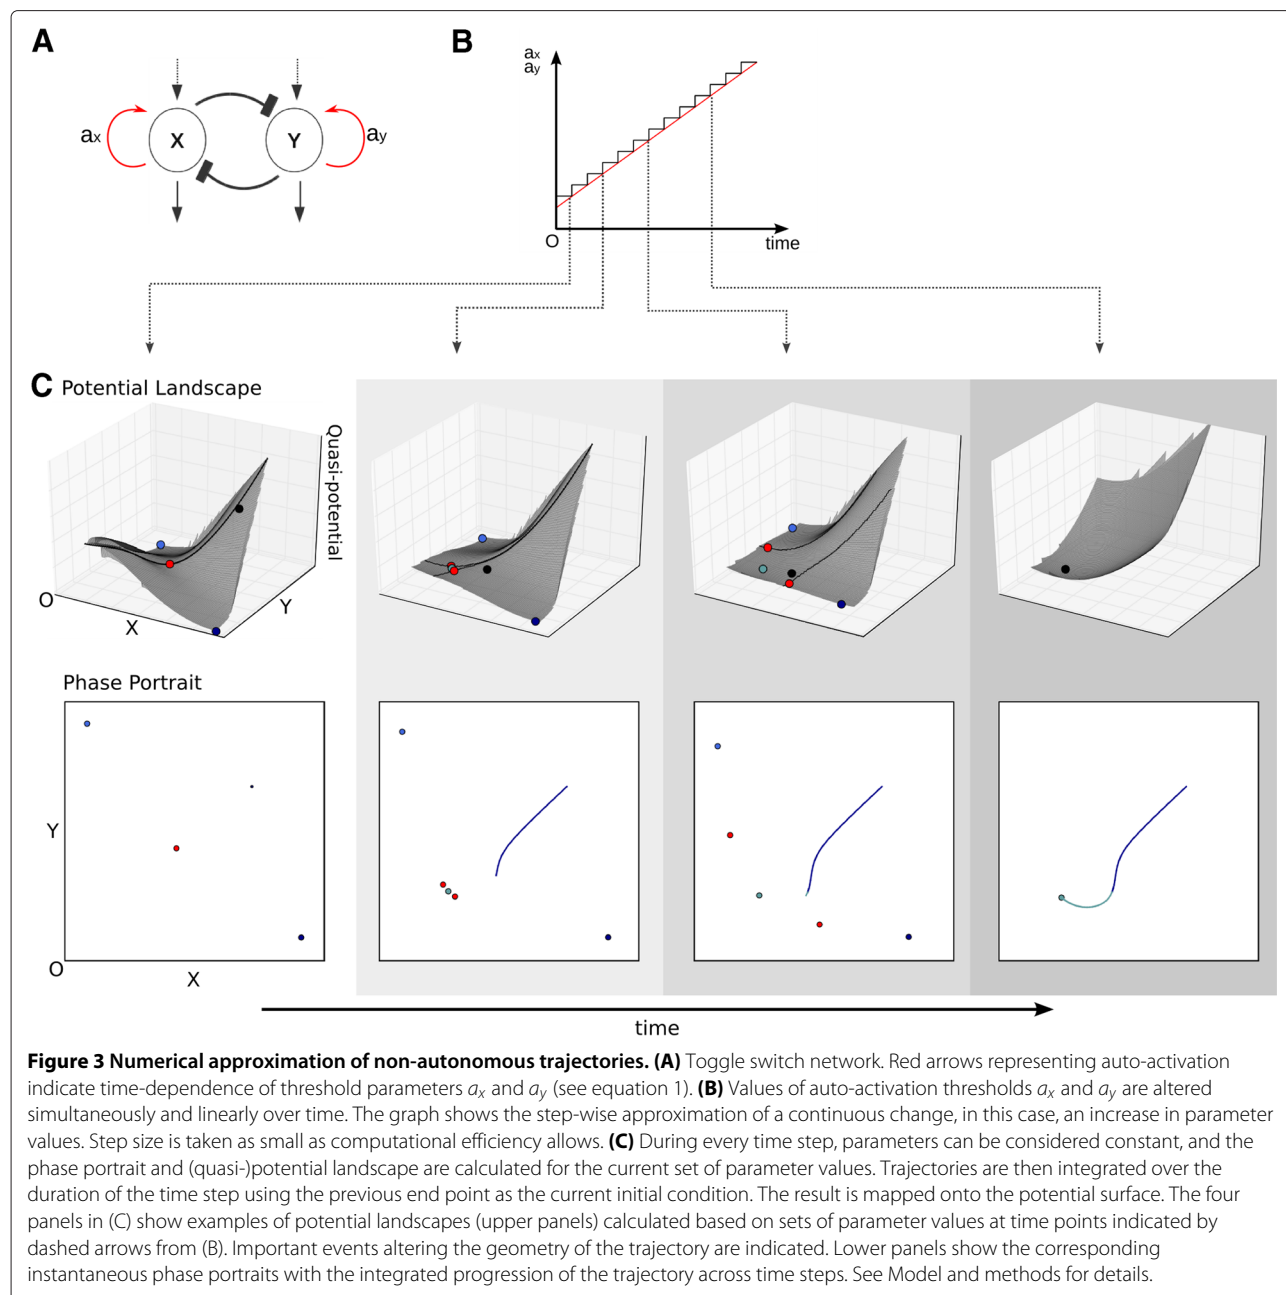 A
B
ax
ay
X
Y
ax
ay
O
time
C Potential Landscape
Quasi-potential
O
X
Y
Phase Portrait
Y
O
X
time
Figure 3 Numerical approximation of non-autonomous trajectories. (A) Toggle switch network. Red arrows representing auto-activation
indicate time-dependence of threshold parameters ax and ay (see equation 1). (B) Values of auto-activation thresholds ax and ay are altered
simultaneously and linearly over time. The graph shows the step-wise approximation of a continuous change, in this case, an increase in parameter
values. Step size is taken as small as computational efficiency allows. (C) During every time step, parameters can be considered constant, and the
phase portrait and (quasi-)potential landscape are calculated for the current set of parameter values. Trajectories are then integrated over the
duration of the time step using the previous end point as the current initial condition. The result is mapped onto the potential surface. The four
panels in (C) show examples of potential landscapes (upper panels) calculated based on sets of parameter values at time points indicated by
dashed arrows from (B). Important events altering the geometry of the trajectory are indicated. Lower panels show the corresponding
instantaneous phase portraits with the integrated progression of the trajectory across time steps. See Model and methods for details.